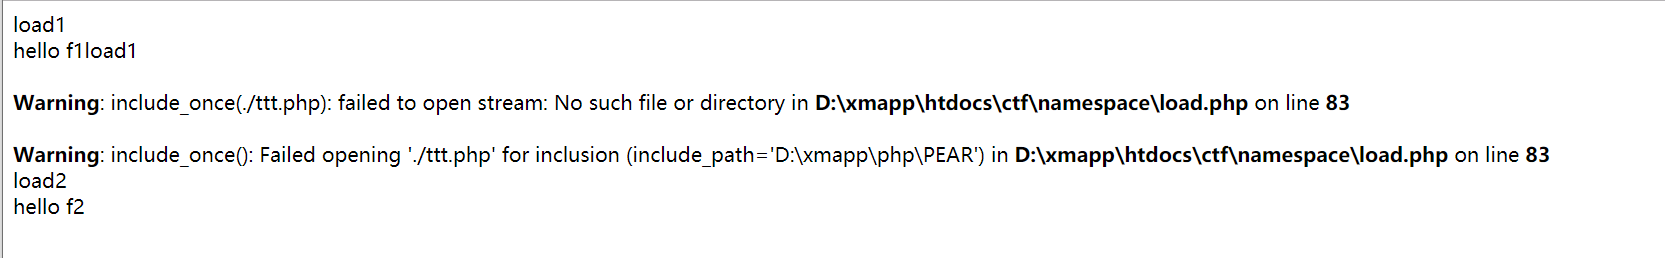 load1
hello f1load1
Warning: include_once(./ttt.php): failed to open stream: No such file or directory in D:\xmapp\htdocs\ctf\namespace\load.php on line 83
Warning: include_once(): Failed opening './ttt.php' for inclusion (include_path='D:\xmapp\php\PEAR') in D:\xmapp\htdocs\ctf\namespace\load.php on line 83
load2
hello f2